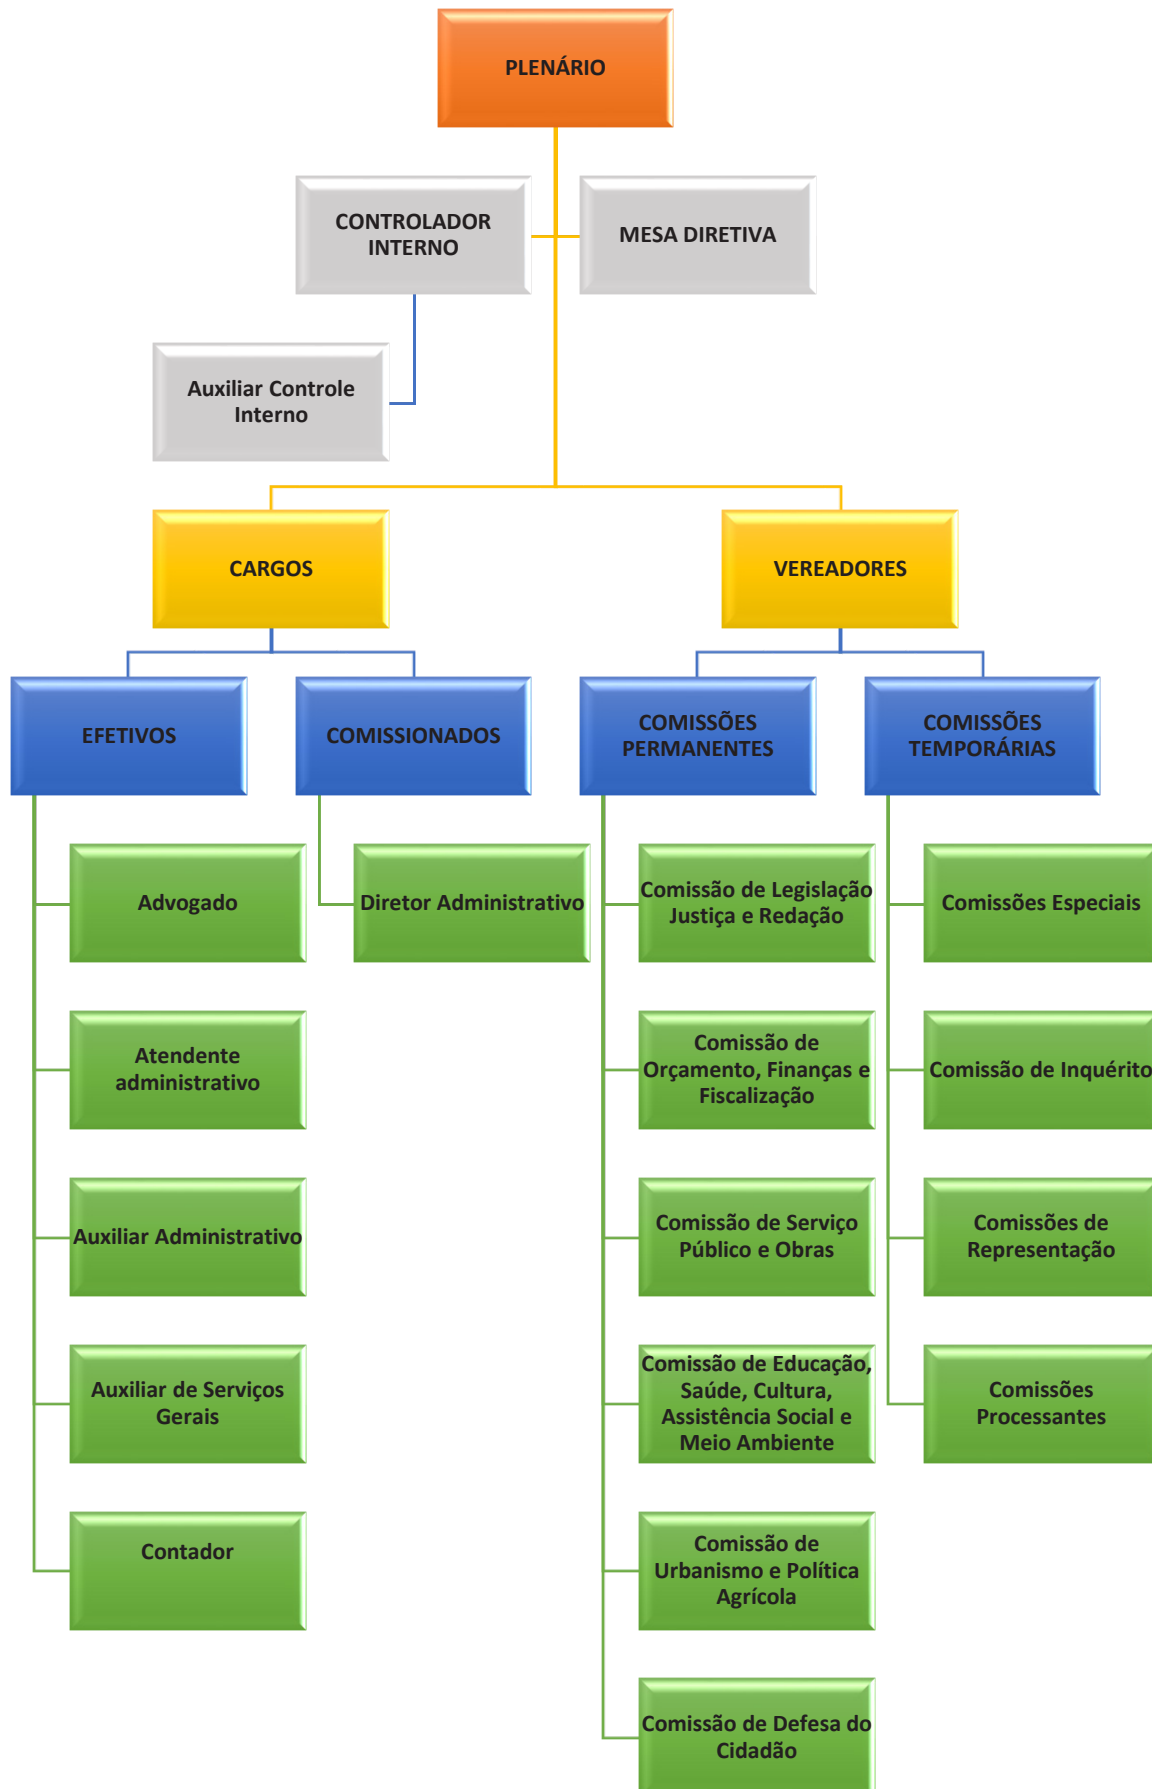 PLENÁRIO
CONTROLADOR
INTERNO
MESA DIRETIVA
Auxiliar Controle
Interno
CARGOS
VEREADORES
EFETIVOS
COMISSIONADOS
COMISSÕES
PERMANENTES
COMISSÕES
TEMPORÁRIAS
Advogado
Atendente
administrativo
Auxiliar Administrativo
Auxiliar de Serviços
Gerais
Contador
Diretor Administrativo
Comissão de Legislação
Justiça e Redação
Comissão de
Orçamento, Finanças e
Fiscalização
Comissão de Serviço
Público e Obras
Comissão de Educação,
Saúde, Cultura,
Assistência Social e
Meio Ambiente
Comissão de
Urbanismo e Política
Agrícola
Comissão de Defesa do
Cidadão
Comissões Especiais
Comissão de Inquérito
Comissões de
Representação
Comissões
Processantes